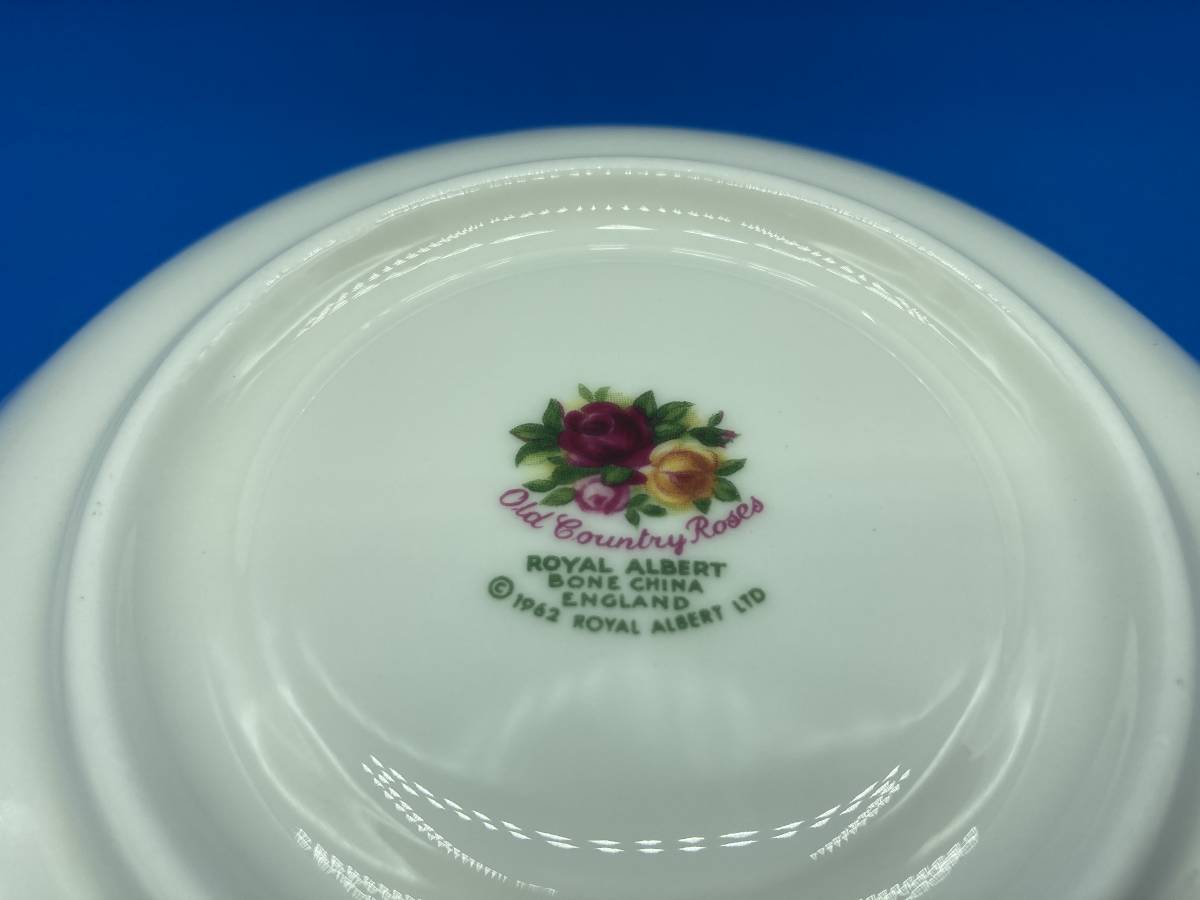 Old Country Roses
ROYAL ALBERT
BONE CHINA
ENGLAND
© 1962 ROYAL ALBERT LTD